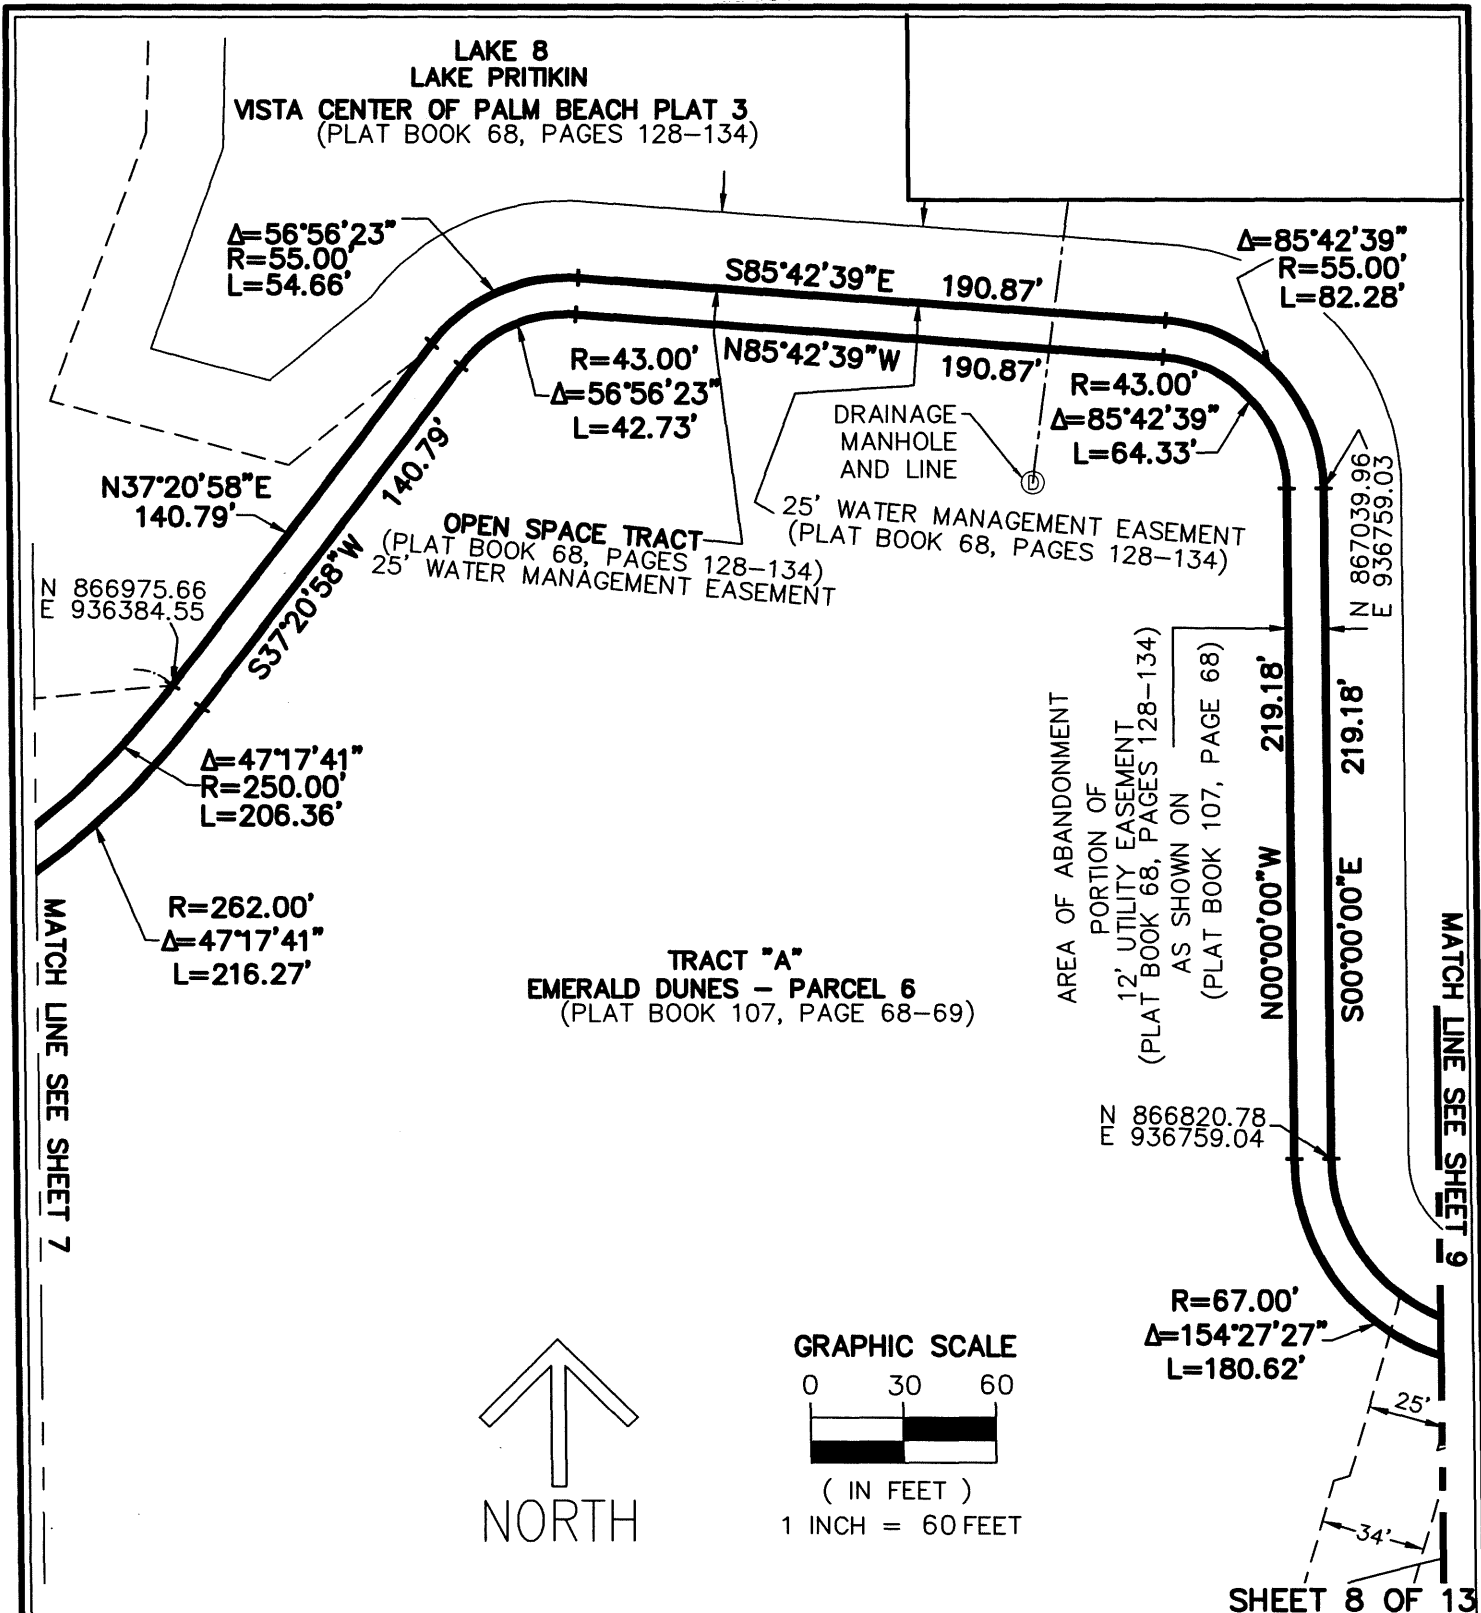 LAKE 8
LAKE PRITIKIN
VISTA CENTER OF PALM BEACH PLAT 3
(PLAT BOOK 68, PAGES 128-134)
Δ=56°56'23"
R=55.00'
L=54.66'
Δ=85°42'39"
R=55.00'
L=82.28'
S85°42'39"E 190.87'
N85°42'39"W 190.87'
R=43.00'
Δ=56°56'23"
L=42.73'
R=43.00'
Δ=85°42'39"
L=64.33'
DRAINAGE
MANHOLE
AND LINE
D
N37°20'58"E
140.79'
S37°20'58"W 140.79'
OPEN SPACE TRACT
(PLAT BOOK 68, PAGES 128-134)
25' WATER MANAGEMENT EASEMENT
25' WATER MANAGEMENT EASEMENT
(PLAT BOOK 68, PAGES 128-134)
N 867039.96
E 936759.03
N 866975.66
E 936384.55
Δ=47°17'41"
R=250.00'
L=206.36'
R=262.00'
Δ=47°17'41"
L=216.27'
AREA OF ABANDONMENT
PORTION OF
12' UTILITY EASEMENT
(PLAT BOOK 68, PAGES 128-134)
AS SHOWN ON
(PLAT BOOK 107, PAGE 68)
N00°00'00"W 219.18'
S00°00'00"E 219.18'
TRACT "A"
EMERALD DUNES - PARCEL 6
(PLAT BOOK 107, PAGE 68-69)
MATCH LINE SEE SHEET 7
MATCH LINE SEE SHEET 9
N 866820.78
E 936759.04
R=67.00'
Δ=154°27'27"
L=180.62'
25'
34'
NORTH
GRAPHIC SCALE
0 30 60
( IN FEET )
1 INCH = 60 FEET
SHEET 8 OF 13